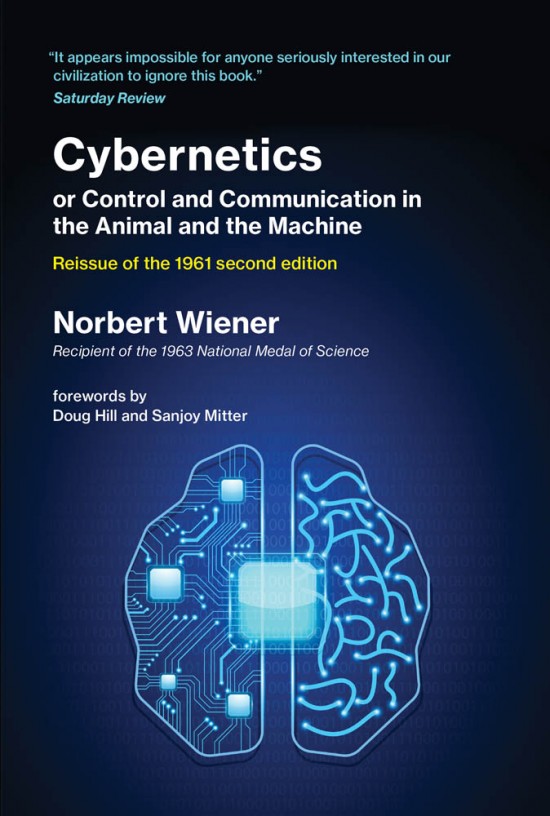 “It appears impossible for anyone seriously interested in our
civilization to ignore this book.”
Saturday Review
Cybernetics
or Control and Communication in
the Animal and the Machine
Reissue of the 1961 second edition
Norbert Wiener
Recipient of the 1963 National Medal of Science
forewords by
Doug Hill and Sanjoy Mitter